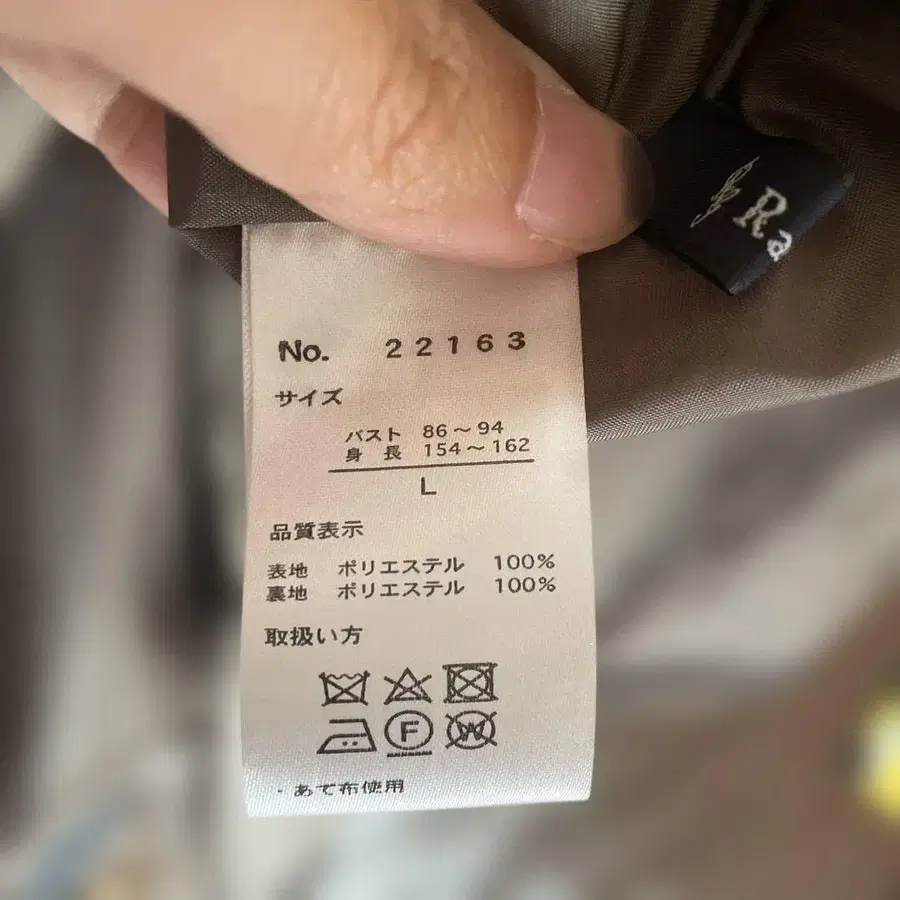 No. 22163
サイズ
バスト 86～94
身長 154～162
L
品質表示
表地 ポリエステル 100%
裏地 ポリエステル 100%
取扱い方
F W
・あて布使用
R